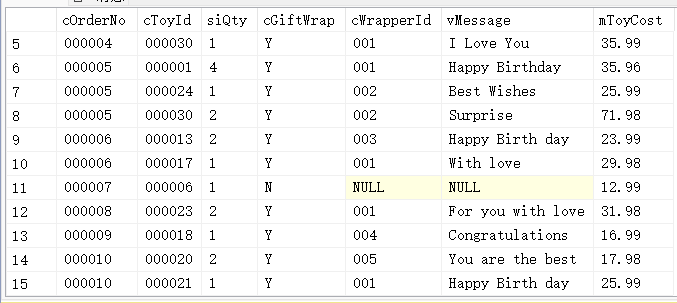 cOrderNo cToyId siQty cGiftWrap cWrapperId vMessage mToyCost
5 000004 000030 1 Y 001 I Love You 35.99
6 000005 000001 4 Y 001 Happy Birthday 35.96
7 000005 000024 1 Y 002 Best Wishes 25.99
8 000005 000030 2 Y 002 Surprise 71.98
9 000006 000013 2 Y 003 Happy Birth day 23.99
10 000006 000017 1 Y 001 With love 29.98
11 000007 000006 1 N NULL NULL 12.99
12 000008 000023 2 Y 001 For you with love 31.98
13 000009 000018 1 Y 004 Congratulations 16.99
14 000010 000020 2 Y 005 You are the best 17.98
15 000010 000021 1 Y 001 Happy Birth day 25.99